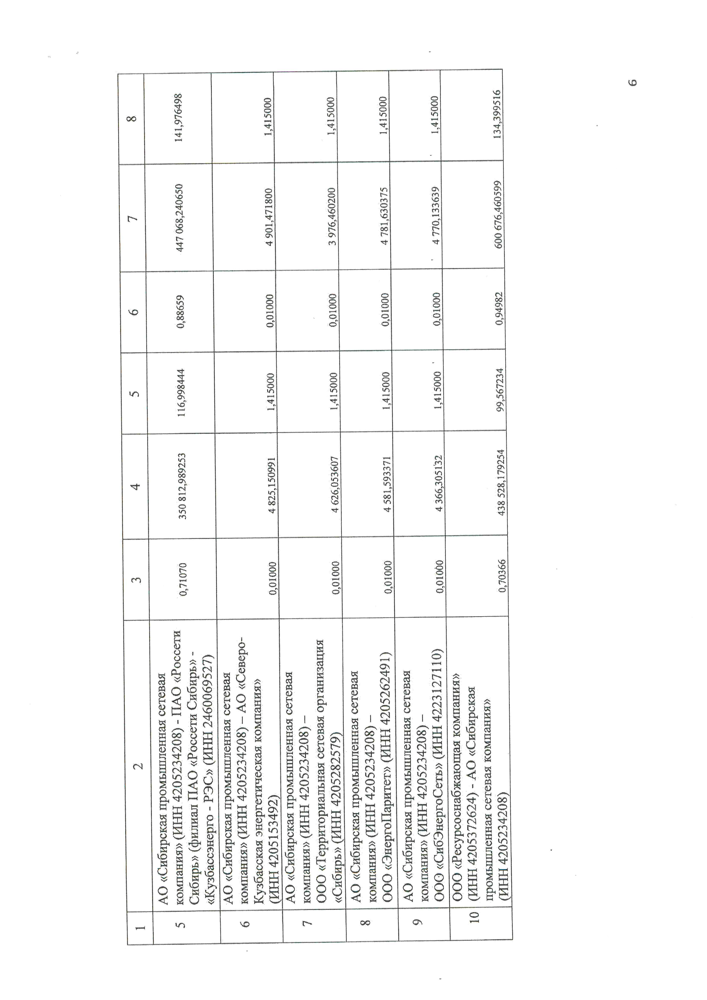 1 2 3 4 5 6 7 8
5 АО «Сибирская промышленная сетевая
компания» (ИНН 4205234208) - ПАО «Россети
Сибирь» (филиал ПАО «Россети Сибирь» -
«Кузбассэнерго - РЭС» (ИНН 2460069527)
0,71070 350 812,989253 116,998444 0,88659 447 068,240650 141,976498
6 АО «Сибирская промышленная сетевая
компания» (ИНН 4205234208) – АО «Северо-
Кузбасская энергетическая компания»
(ИНН 4205153492)
0,01000 4 825,150991 1,415000 0,01000 4 901,471800 1,415000
7 АО «Сибирская промышленная сетевая
компания» (ИНН 4205234208) –
ООО «Территориальная сетевая организация
«Сибирь» (ИНН 4205282579)
0,01000 4 626,053607 1,415000 0,01000 3 976,460200 1,415000
8 АО «Сибирская промышленная сетевая
компания» (ИНН 4205234208) –
ООО «ЭнергоПаритет» (ИНН 4205262491)
0,01000 4 581,593371 1,415000 0,01000 4 781,630375 1,415000
9 АО «Сибирская промышленная сетевая
компания» (ИНН 4205234208) –
ООО «СибЭнергоСеть» (ИНН 4223127110)
0,01000 4 366,305132 1,415000 0,01000 4 770,133639 1,415000
10 ООО «Ресурсоснабжающая компания»
(ИНН 4205372624) - АО «Сибирская
промышленная сетевая компания»
(ИНН 4205234208)
0,70366 438 528,179254 99,567234 0,94982 600 676,460599 134,399516
6